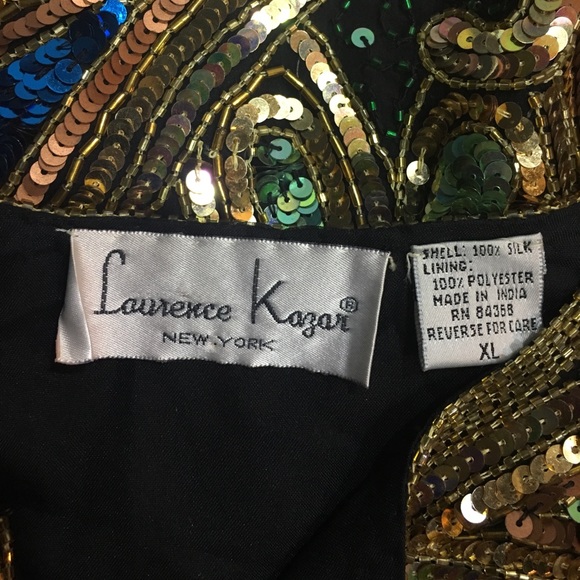 Laurence Kazar®
NEW YORK
SHELL: 100% SILK
LINING:
100% POLYESTER
MADE IN INDIA
RN 84368
REVERSE FOR CARE
XL